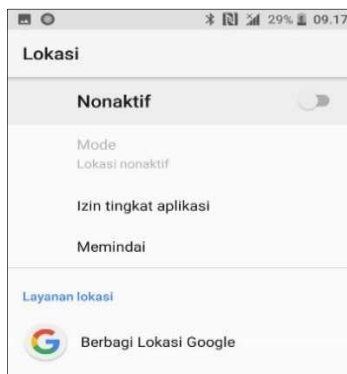 29% 09.17
Lokasi
Nonaktif
Mode
Lokasi nonaktif
Izin tingkat aplikasi
Memindai
Layanan lokasi
G Berbagi Lokasi Google